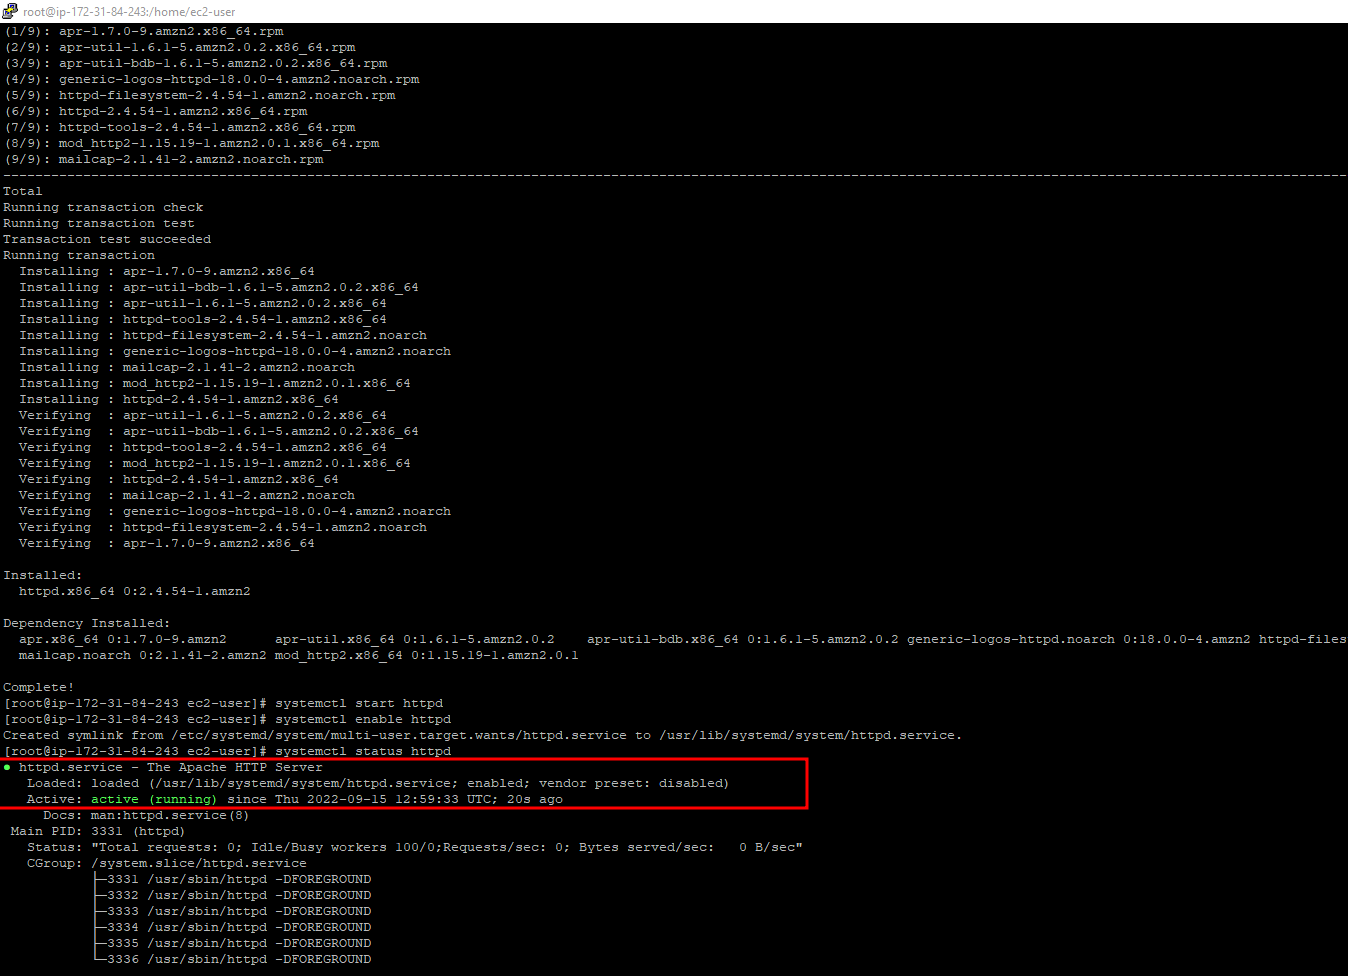 root@ip-172-31-84-243:/home/ec2-user
(1/9): apr-1.7.0-9.amzn2.x86_64.rpm
(2/9): apr-util-1.6.1-5.amzn2.0.2.x86_64.rpm
(3/9): apr-util-bdb-1.6.1-5.amzn2.0.2.x86_64.rpm
(4/9): generic-logos-httpd-18.0.0-4.amzn2.noarch.rpm
(5/9): httpd-filesystem-2.4.54-1.amzn2.noarch.rpm
(6/9): httpd-2.4.54-1.amzn2.x86_64.rpm
(7/9): httpd-tools-2.4.54-1.amzn2.x86_64.rpm
(8/9): mod_http2-1.15.19-1.amzn2.0.1.x86_64.rpm
(9/9): mailcap-2.1.41-2.amzn2.noarch.rpm
Total
Running transaction check
Running transaction test
Transaction test succeeded
Running transaction
  Installing : apr-1.7.0-9.amzn2.x86_64
  Installing : apr-util-bdb-1.6.1-5.amzn2.0.2.x86_64
  Installing : apr-util-1.6.1-5.amzn2.0.2.x86_64
  Installing : httpd-tools-2.4.54-1.amzn2.x86_64
  Installing : httpd-filesystem-2.4.54-1.amzn2.noarch
  Installing : generic-logos-httpd-18.0.0-4.amzn2.noarch
  Installing : mailcap-2.1.41-2.amzn2.noarch
  Installing : mod_http2-1.15.19-1.amzn2.0.1.x86_64
  Installing : httpd-2.4.54-1.amzn2.x86_64
  Verifying  : apr-util-1.6.1-5.amzn2.0.2.x86_64
  Verifying  : apr-util-bdb-1.6.1-5.amzn2.0.2.x86_64
  Verifying  : httpd-tools-2.4.54-1.amzn2.x86_64
  Verifying  : mod_http2-1.15.19-1.amzn2.0.1.x86_64
  Verifying  : httpd-2.4.54-1.amzn2.x86_64
  Verifying  : mailcap-2.1.41-2.amzn2.noarch
  Verifying  : generic-logos-httpd-18.0.0-4.amzn2.noarch
  Verifying  : httpd-filesystem-2.4.54-1.amzn2.noarch
  Verifying  : apr-1.7.0-9.amzn2.x86_64
Installed:
  httpd.x86_64 0:2.4.54-1.amzn2
Dependency Installed:
  apr.x86_64 0:1.7.0-9.amzn2      apr-util.x86_64 0:1.6.1-5.amzn2.0.2    apr-util-bdb.x86_64 0:1.6.1-5.amzn2.0.2 generic-logos-httpd.noarch 0:18.0.0-4.amzn2 httpd-files
  mailcap.noarch 0:2.1.41-2.amzn2 mod_http2.x86_64 0:1.15.19-1.amzn2.0.1
Complete!
[root@ip-172-31-84-243 ec2-user]# systemctl start httpd
[root@ip-172-31-84-243 ec2-user]# systemctl enable httpd
Created symlink from /etc/systemd/system/multi-user.target.wants/httpd.service to /usr/lib/systemd/system/httpd.service.
[root@ip-172-31-84-243 ec2-user]# systemctl status httpd
● httpd.service - The Apache HTTP Server
   Loaded: loaded (/usr/lib/systemd/system/httpd.service; enabled; vendor preset: disabled)
   Active: active (running) since Thu 2022-09-15 12:59:33 UTC; 20s ago
     Docs: man:httpd.service(8)
 Main PID: 3331 (httpd)
   Status: "Total requests: 0; Idle/Busy workers 100/0;Requests/sec: 0; Bytes served/sec:   0 B/sec"
   CGroup: /system.slice/httpd.service
           ├─3331 /usr/sbin/httpd -DFOREGROUND
           ├─3332 /usr/sbin/httpd -DFOREGROUND
           ├─3333 /usr/sbin/httpd -DFOREGROUND
           ├─3334 /usr/sbin/httpd -DFOREGROUND
           ├─3335 /usr/sbin/httpd -DFOREGROUND
           └─3336 /usr/sbin/httpd -DFOREGROUND